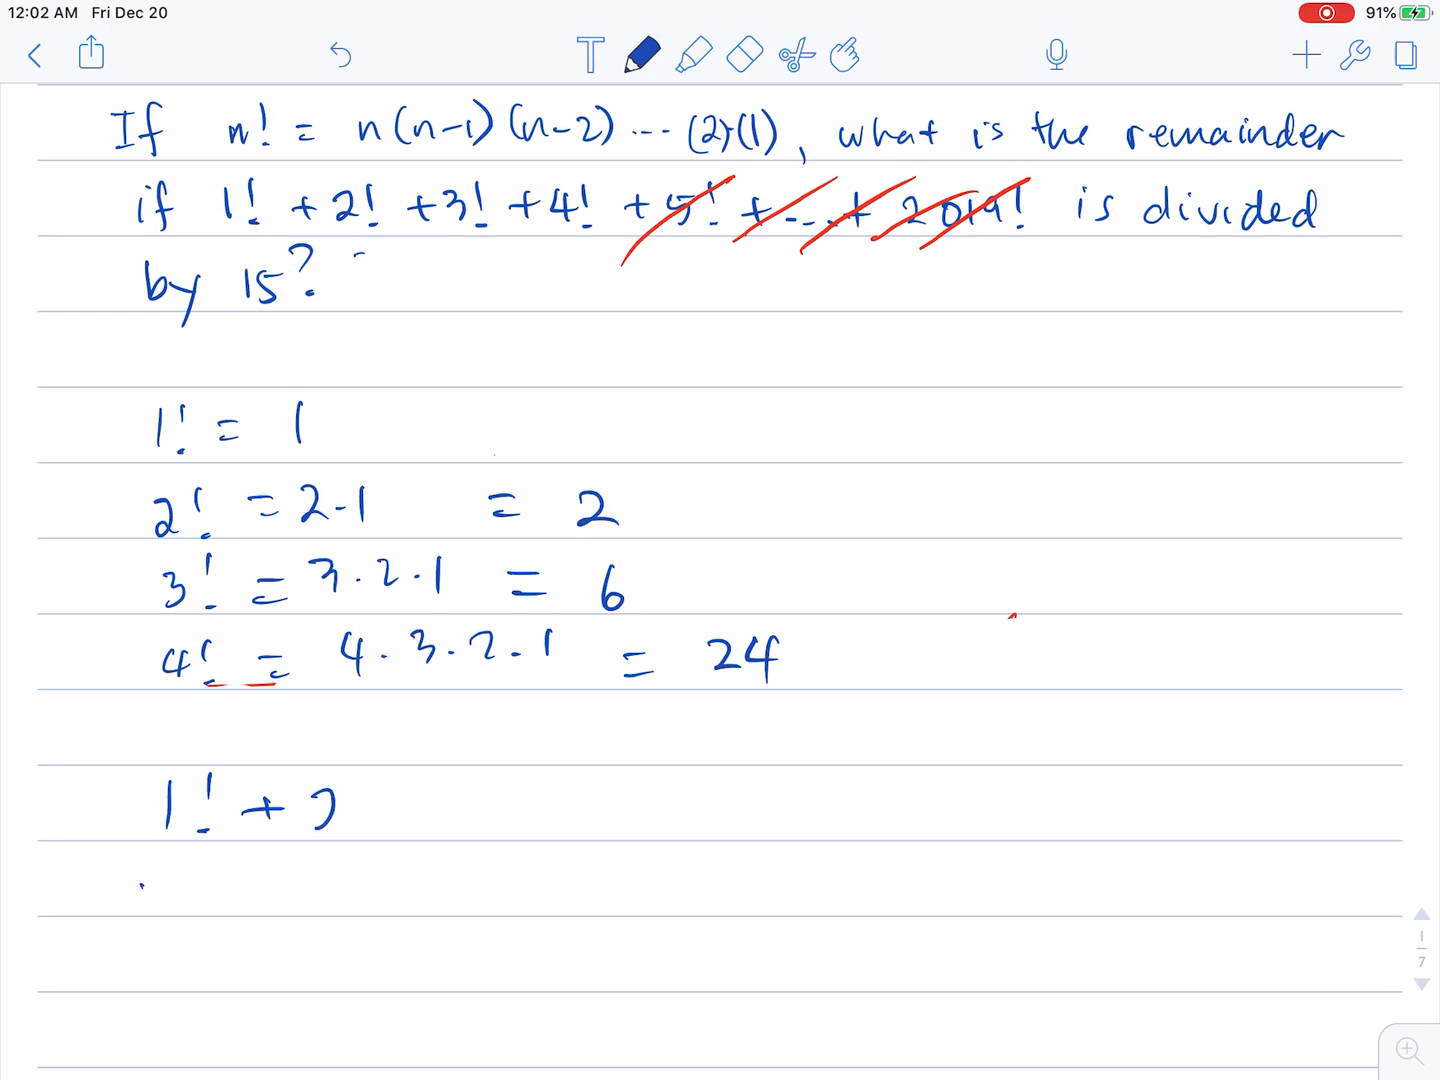 12:02 AM Fri Dec 20 91%
T
If n! = n(n-1)(n-2)...(2)(1), what is the remainder
if 1! + 2! + 3! + 4! + 5! + ... + 2019! is divided
by 15?
1! = 1
2! = 2·1 = 2
3! = 3·2·1 = 6
4! = 4·3·2·1 = 24
1! +
1
7